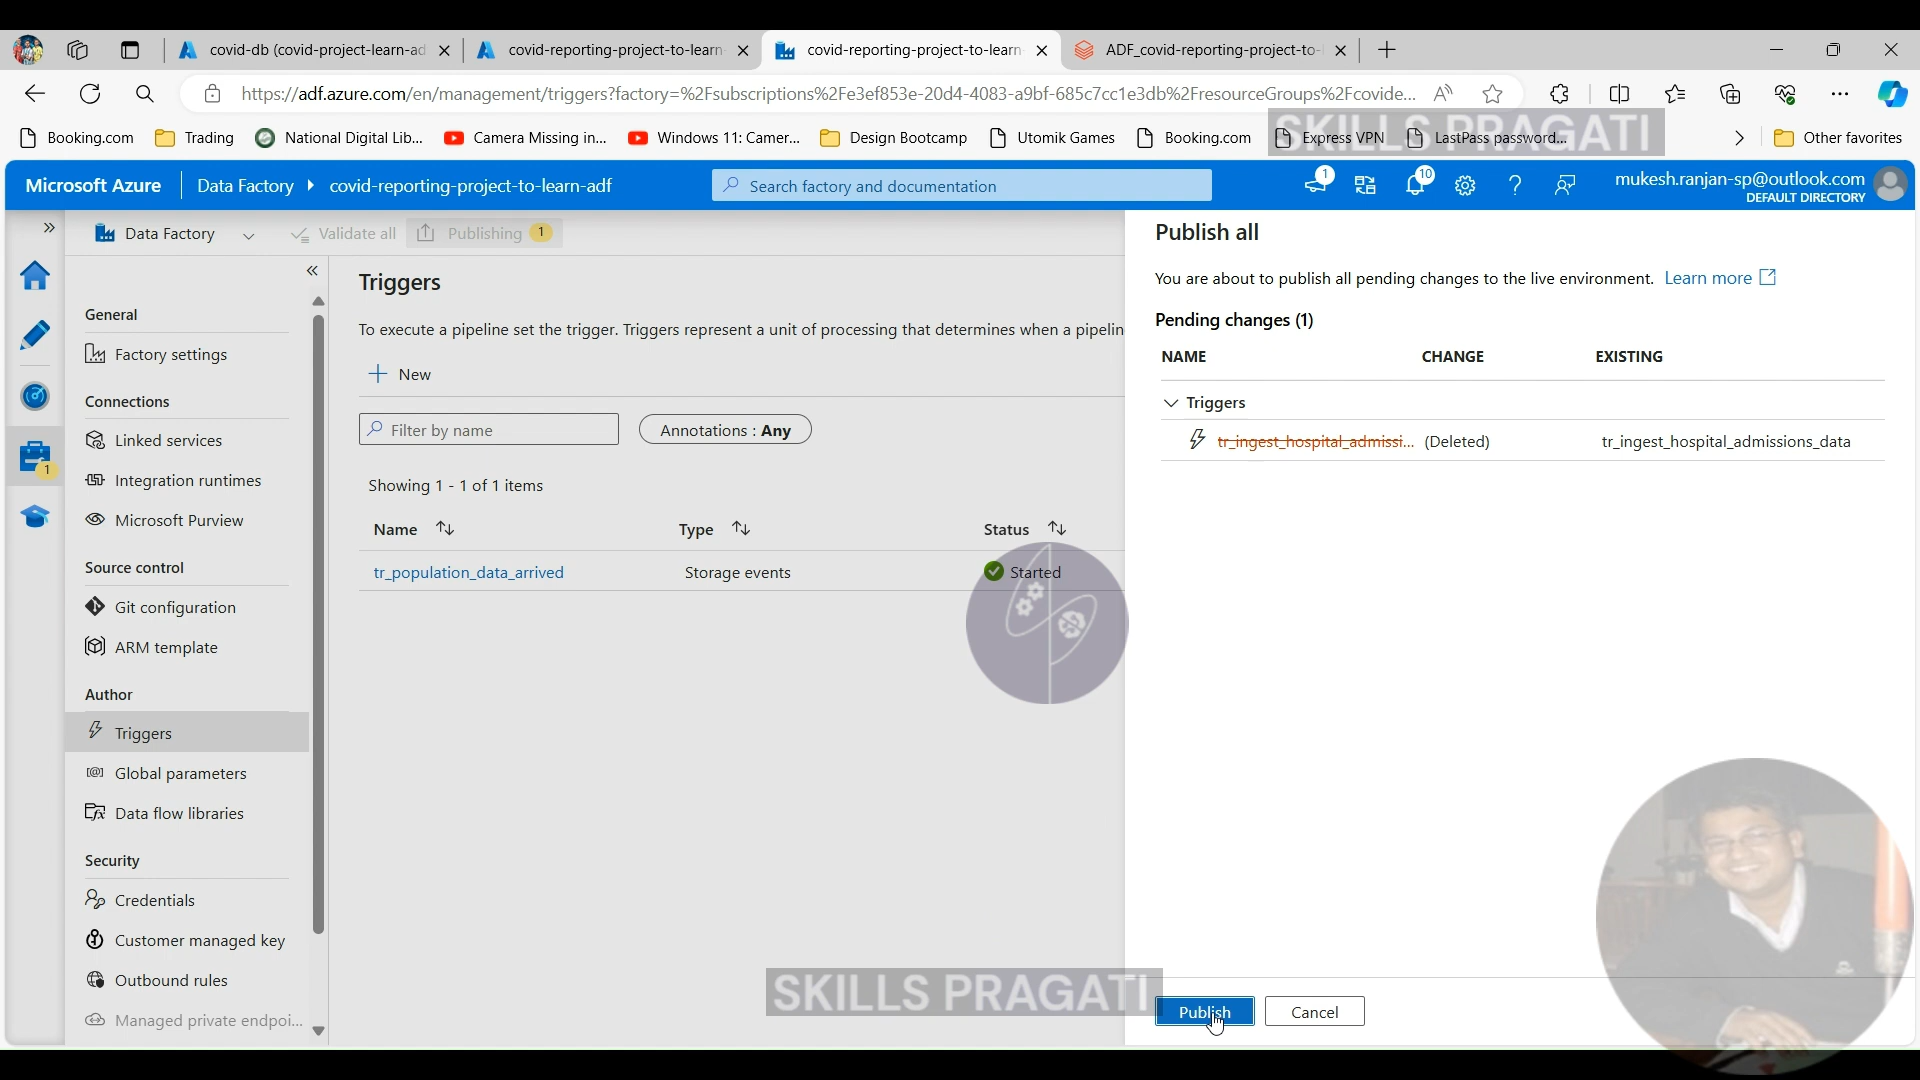 covid-db (covid-project-learn-ad
covid-reporting-project-to-learn
covid-reporting-project-to-learn
ADF_covid-reporting-project-to-l
https://adf.azure.com/en/management/triggers?factory=%2Fsubscriptions%2Fe3ef853e-20d4-4083-a9bf-685c7cc1e3db%2FresourceGroups%2Fcovide...
Booking.com
Trading
National Digital Lib...
Camera Missing in...
Windows 11: Camer...
Design Bootcamp
Utomik Games
Booking.com
Express VPN
LastPass password...
Other favorites
SKILLS PRAGATI
Microsoft Azure
Data Factory
covid-reporting-project-to-learn-adf
Search factory and documentation
1
10
mukesh.ranjan-sp@outlook.com
DEFAULT DIRECTORY
Data Factory
Validate all
Publishing 1
General
Factory settings
Connections
Linked services
Integration runtimes
Microsoft Purview
Source control
Git configuration
ARM template
Author
Triggers
Global parameters
Data flow libraries
Security
Credentials
Customer managed key
Outbound rules
Managed private endpoi...
1
Triggers
To execute a pipeline set the trigger. Triggers represent a unit of processing that determines when a pipelin
New
Filter by name
Annotations : Any
Showing 1 - 1 of 1 items
Name Type Status
tr_population_data_arrived Storage events Started
Publish all
You are about to publish all pending changes to the live environment. Learn more
Pending changes (1)
NAME CHANGE EXISTING
Triggers
tr_ingest_hospital_admissi... (Deleted) tr_ingest_hospital_admissions_data
SKILLS PRAGATI
Publish
Cancel